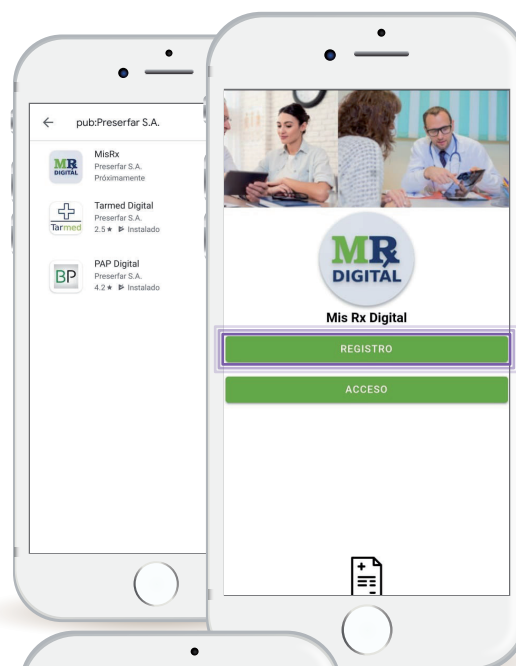 pub:Preserfar S.A.
MR
DIGITAL
MisRx
Preserfar S.A.
Próximamente
Tarmed
Tarmed Digital
Preserfar S.A.
2.5★ Instalado
BP
PAP Digital
Preserfar S.A.
4.2★ Instalado
MR
DIGITAL
Mis Rx Digital
REGISTRO
ACCESO